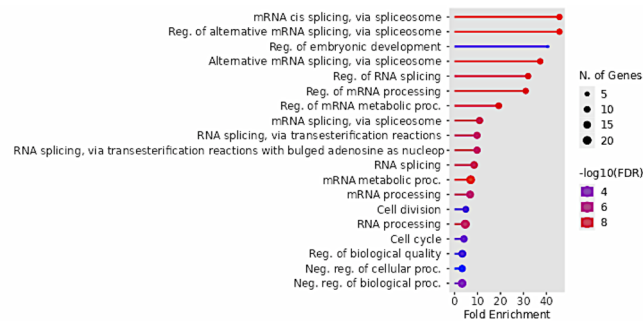 mRNA cis splicing, via spliceosome
Reg. of alternative mRNA splicing, via spliceosome
Reg. of embryonic development
Alternative mRNA splicing, via spliceosome
Reg. of RNA splicing
Reg. of mRNA processing
Reg. of mRNA metabolic proc.
mRNA splicing, via spliceosome
RNA splicing, via transesterification reactions
RNA splicing, via transesterification reactions with bulged adenosine as nucleop
RNA splicing
mRNA metabolic proc.
mRNA processing
Cell division
RNA processing
Cell cycle
Reg. of biological quality
Neg. reg. of cellular proc.
Neg. reg. of biological proc.
0 10 20 30 40
Fold Enrichment
N. of Genes
5
10
15
20
-log10(FDR)
4
6
8